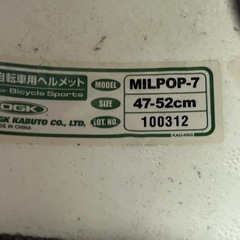 自転車用ヘルメット
Bicycle Sports
OGK
GK KABUTO CO., LTD.
MADE IN CHINA
MODEL MILPOP-7
SIZE 47-52cm
LOT.NO. 100312